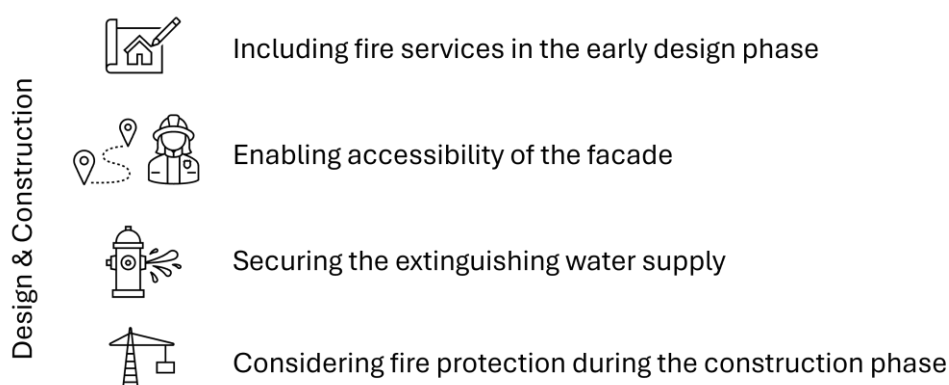 Design & Construction
Including fire services in the early design phase
Enabling accessibility of the facade
Securing the extinguishing water supply
Considering fire protection during the construction phase